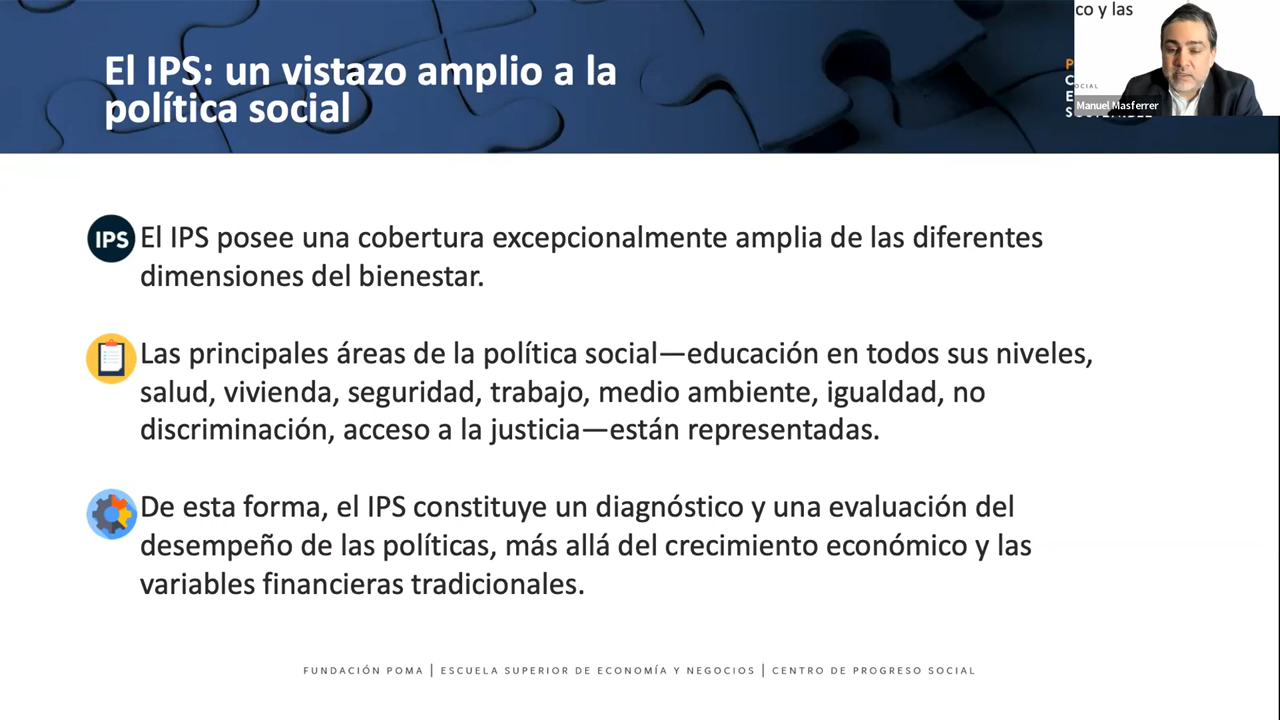 El IPS: un vistazo amplio a la
política social
co y las
Manuel Masferrer
IPS
El IPS posee una cobertura excepcionalmente amplia de las diferentes
dimensiones del bienestar.
Las principales áreas de la política social—educación en todos sus niveles,
salud, vivienda, seguridad, trabajo, medio ambiente, igualdad, no
discriminación, acceso a la justicia—están representadas.
De esta forma, el IPS constituye un diagnóstico y una evaluación del
desempeño de las políticas, más allá del crecimiento económico y las
variables financieras tradicionales.
FUNDACIÓN POMA | ESCUELA SUPERIOR DE ECONOMÍA Y NEGOCIOS | CENTRO DE PROGRESO SOCIAL